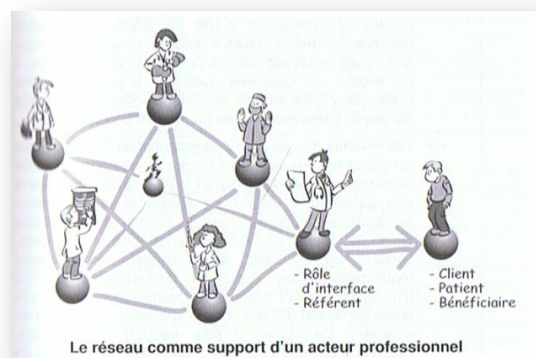 - Rôle
d'interface
- Référent
- Client
- Patient
- Bénéficiaire
Le réseau comme support d'un acteur professionnel